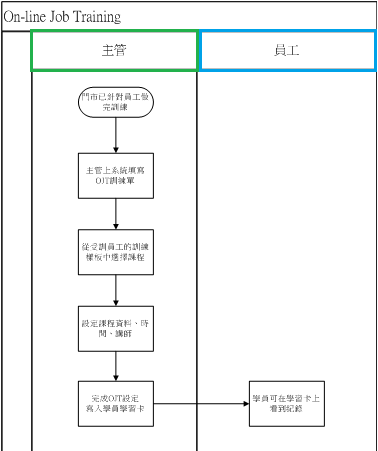 On-line Job Training
主管
員工
門市已針對員工做
完訓練
主管上系統填寫
OJT訓練單
從受訓員工的訓練
樣板中選擇課程
設定課程資料、時
間、講師
完成OJT設定
寫入學員學習卡
學員可在學習卡上
看到紀錄